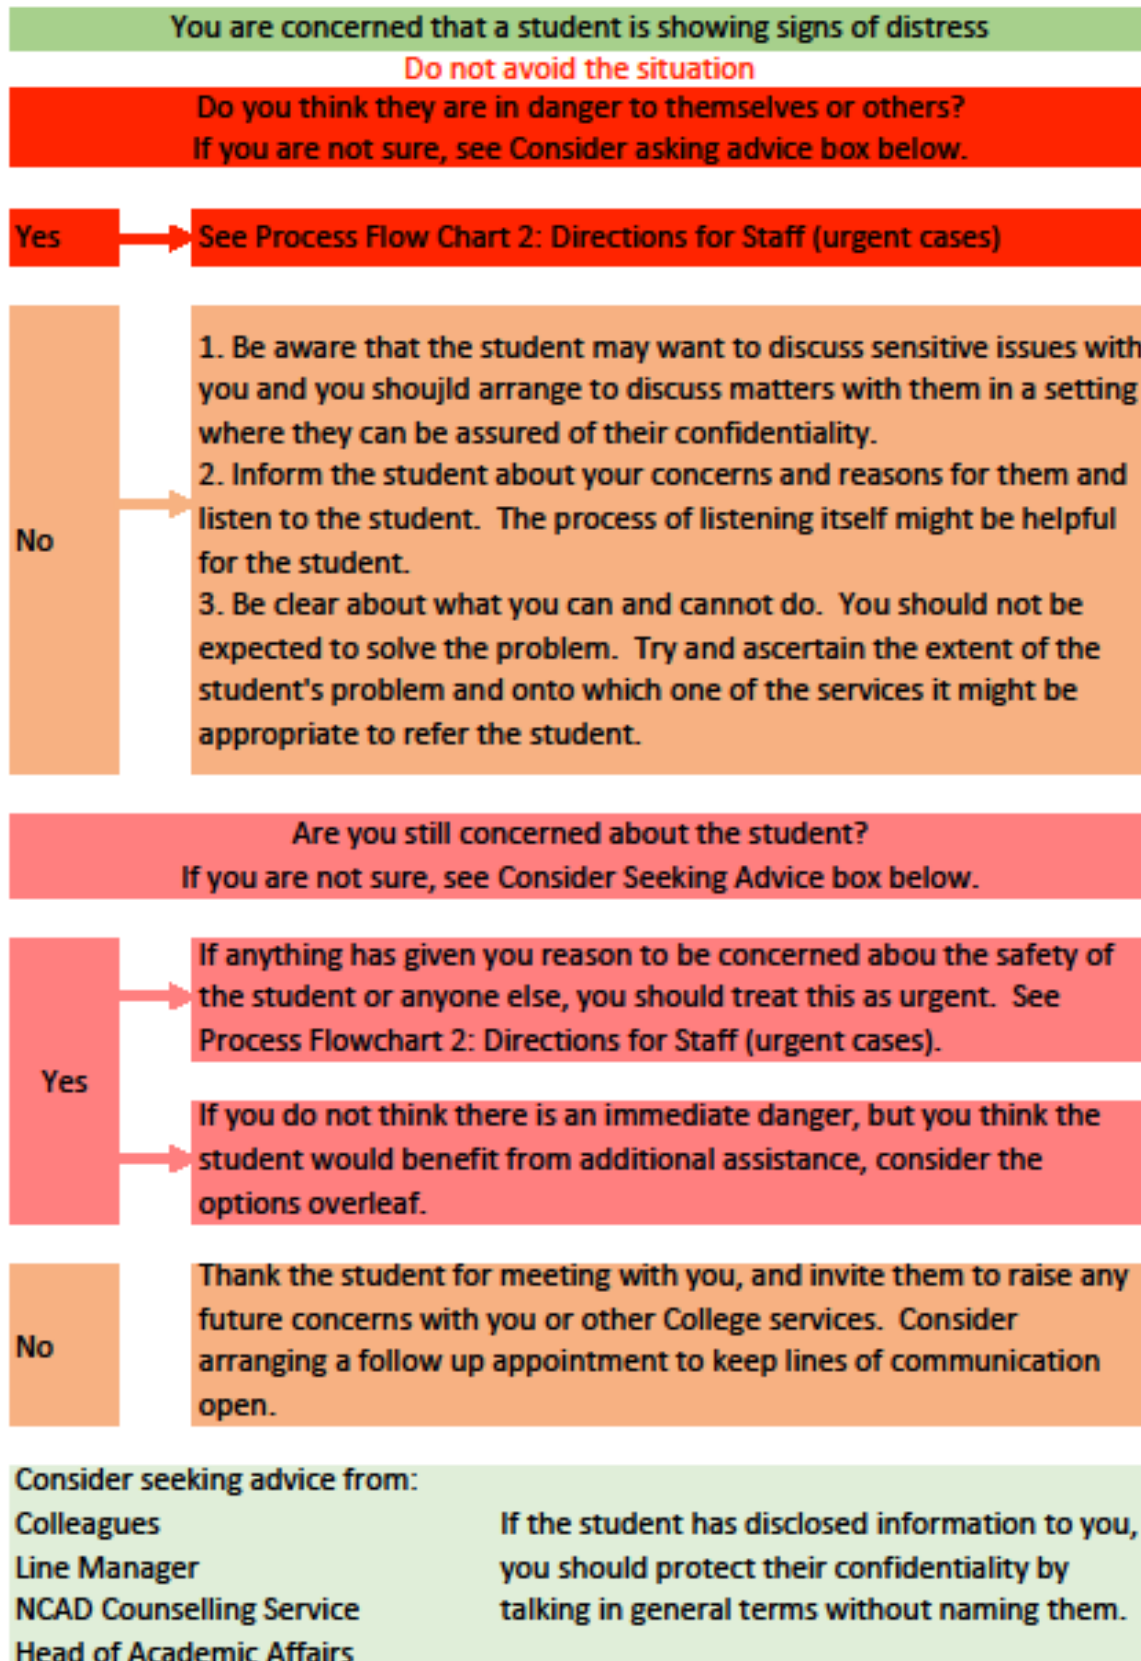 You are concerned that a student is showing signs of distress
Do not avoid the situation
Do you think they are in danger to themselves or others?
If you are not sure, see Consider asking advice box below.
Yes
See Process Flow Chart 2: Directions for Staff (urgent cases)
No
1. Be aware that the student may want to discuss sensitive issues with
you and you shoujld arrange to discuss matters with them in a setting
where they can be assured of their confidentiality.
2. Inform the student about your concerns and reasons for them and
listen to the student.  The process of listening itself might be helpful
for the student.
3. Be clear about what you can and cannot do.  You should not be
expected to solve the problem.  Try and ascertain the extent of the
student's problem and onto which one of the services it might be
appropriate to refer the student.
Are you still concerned about the student?
If you are not sure, see Consider Seeking Advice box below.
Yes
If anything has given you reason to be concerned abou the safety of
the student or anyone else, you should treat this as urgent.  See
Process Flowchart 2: Directions for Staff (urgent cases).
If you do not think there is an immediate danger, but you think the
student would benefit from additional assistance, consider the
options overleaf.
No
Thank the student for meeting with you, and invite them to raise any
future concerns with you or other College services.  Consider
arranging a follow up appointment to keep lines of communication
open.
Consider seeking advice from:
Colleagues
Line Manager
NCAD Counselling Service
Head of Academic Affairs
If the student has disclosed information to you,
you should protect their confidentiality by
talking in general terms without naming them.